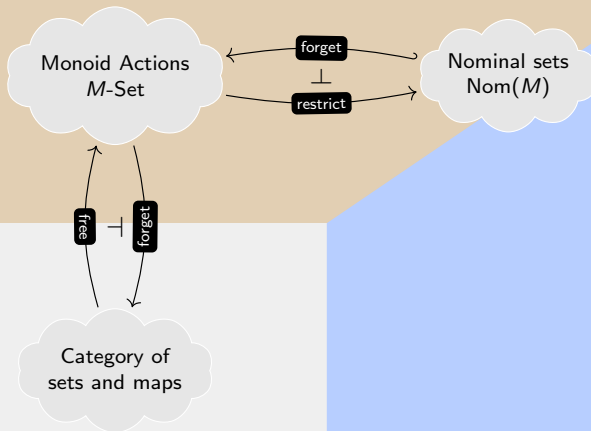 Monoid Actions
M-Set
forget
⊥
restrict
Nominal sets
Nom(M)
free
⊣
forget
Category of
sets and maps